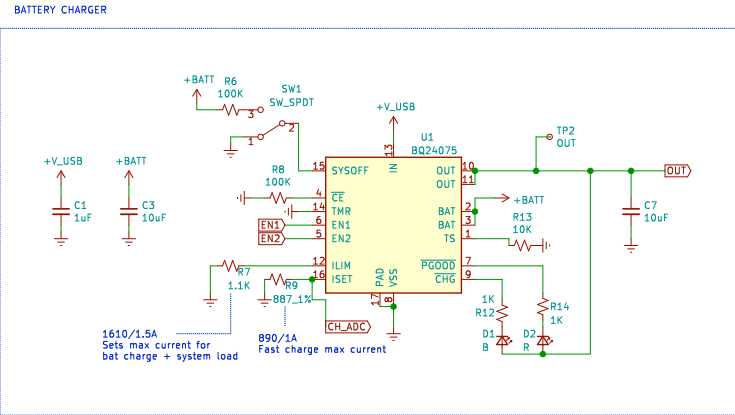 BATTERY CHARGER
+BATT
R6
100K
3
SW1
SW_SPDT
2
1
+V_USB
13
U1
BQ24075
TP2
OUT
15
SYSOFF
IN
OUT
10
OUT
11
OUT
+V_USB
C1
1uF
+BATT
C3
10uF
R8
100K
4
CE
14
TMR
EN1
6
EN1
EN2
5
EN2
BAT
2
+BATT
BAT
3
TS
1
R13
10K
C7
10uF
R7
1.1K
12
ILIM
16
ISET
R9
887_1%
PAD
VSS
17
8
PGOOD
7
CHG
9
CH_ADC
1K
R12
R14
1K
D1
B
D2
R
1610/1.5A
Sets max current for
bat charge + system load
890/1A
Fast charge max current